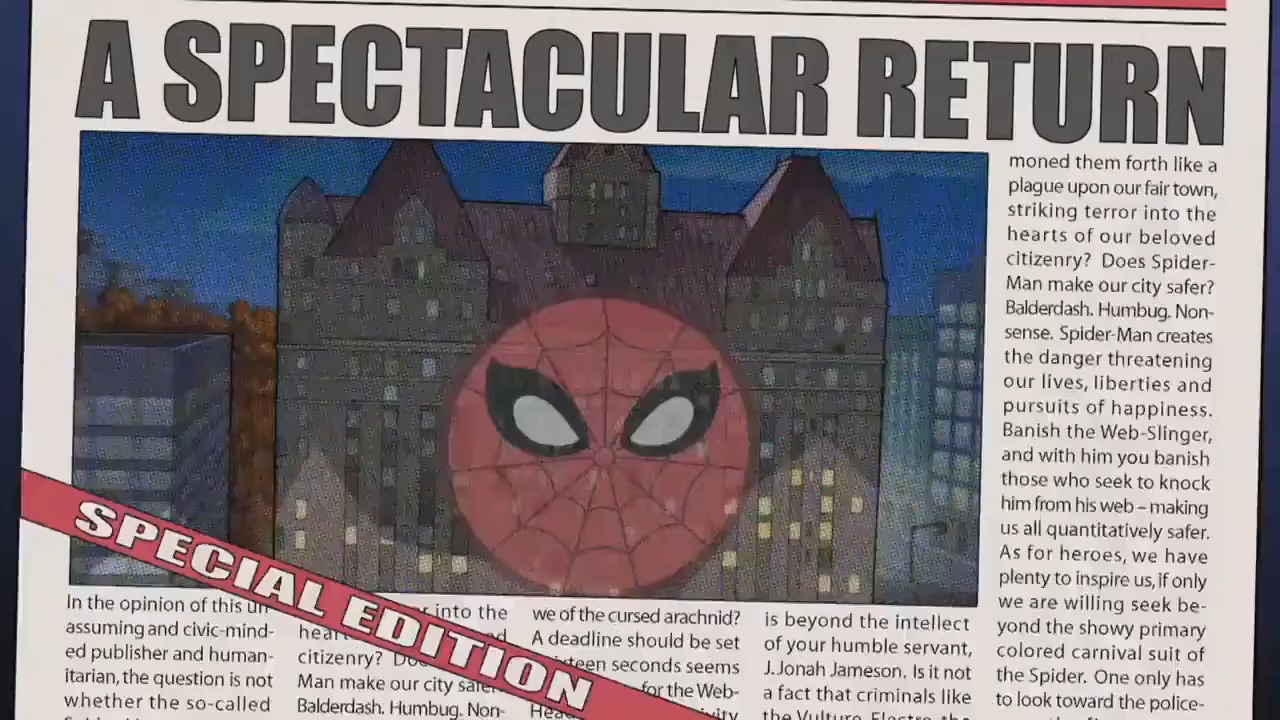 A SPECTACULAR RETURN
SPECIAL EDITION
In the opinion of this
assuming and civic-mind-
ed publisher and human-
itarian, the question is not
whether the so-called
into the
citizenry?
Man make our city
Balderdash. Humbug. Non-
we of the cursed arachnid?
A deadline should be set
seconds seems
for the Web-
is beyond the intellect
of your humble servant,
J. Jonah Jameson. Is it not
a fact that criminals like
the Vulture, Electro, the
moned them forth like a
plague upon our fair town,
striking terror into the
hearts of our beloved
citizenry? Does Spider-
Man make our city safer?
Balderdash. Humbug. Non-
sense. Spider-Man creates
the danger threatening
our lives, liberties and
pursuits of happiness.
Banish the Web-Slinger,
and with him you banish
those who seek to knock
him from his web – making
us all quantitatively safer.
As for heroes, we have
plenty to inspire us, if only
we are willing seek be-
yond the showy primary
colored carnival suit of
the Spider. One only has
to look toward the police-